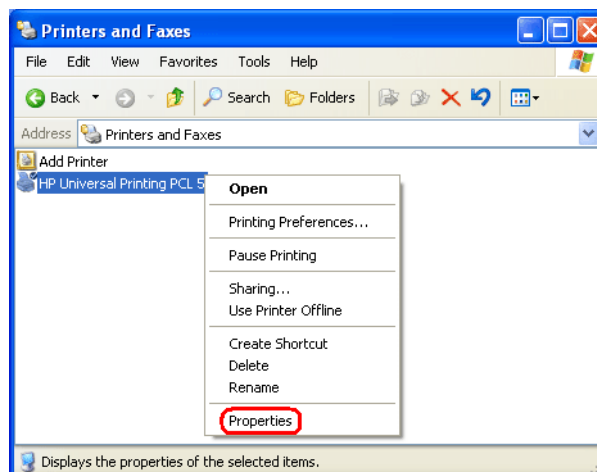 Printers and Faxes
File Edit View Favorites Tools Help
Back Search Folders
Address Printers and Faxes
Add Printer
HP Universal Printing PCL 5
Open
Printing Preferences...
Pause Printing
Sharing...
Use Printer Offline
Create Shortcut
Delete
Rename
Properties
Displays the properties of the selected items.